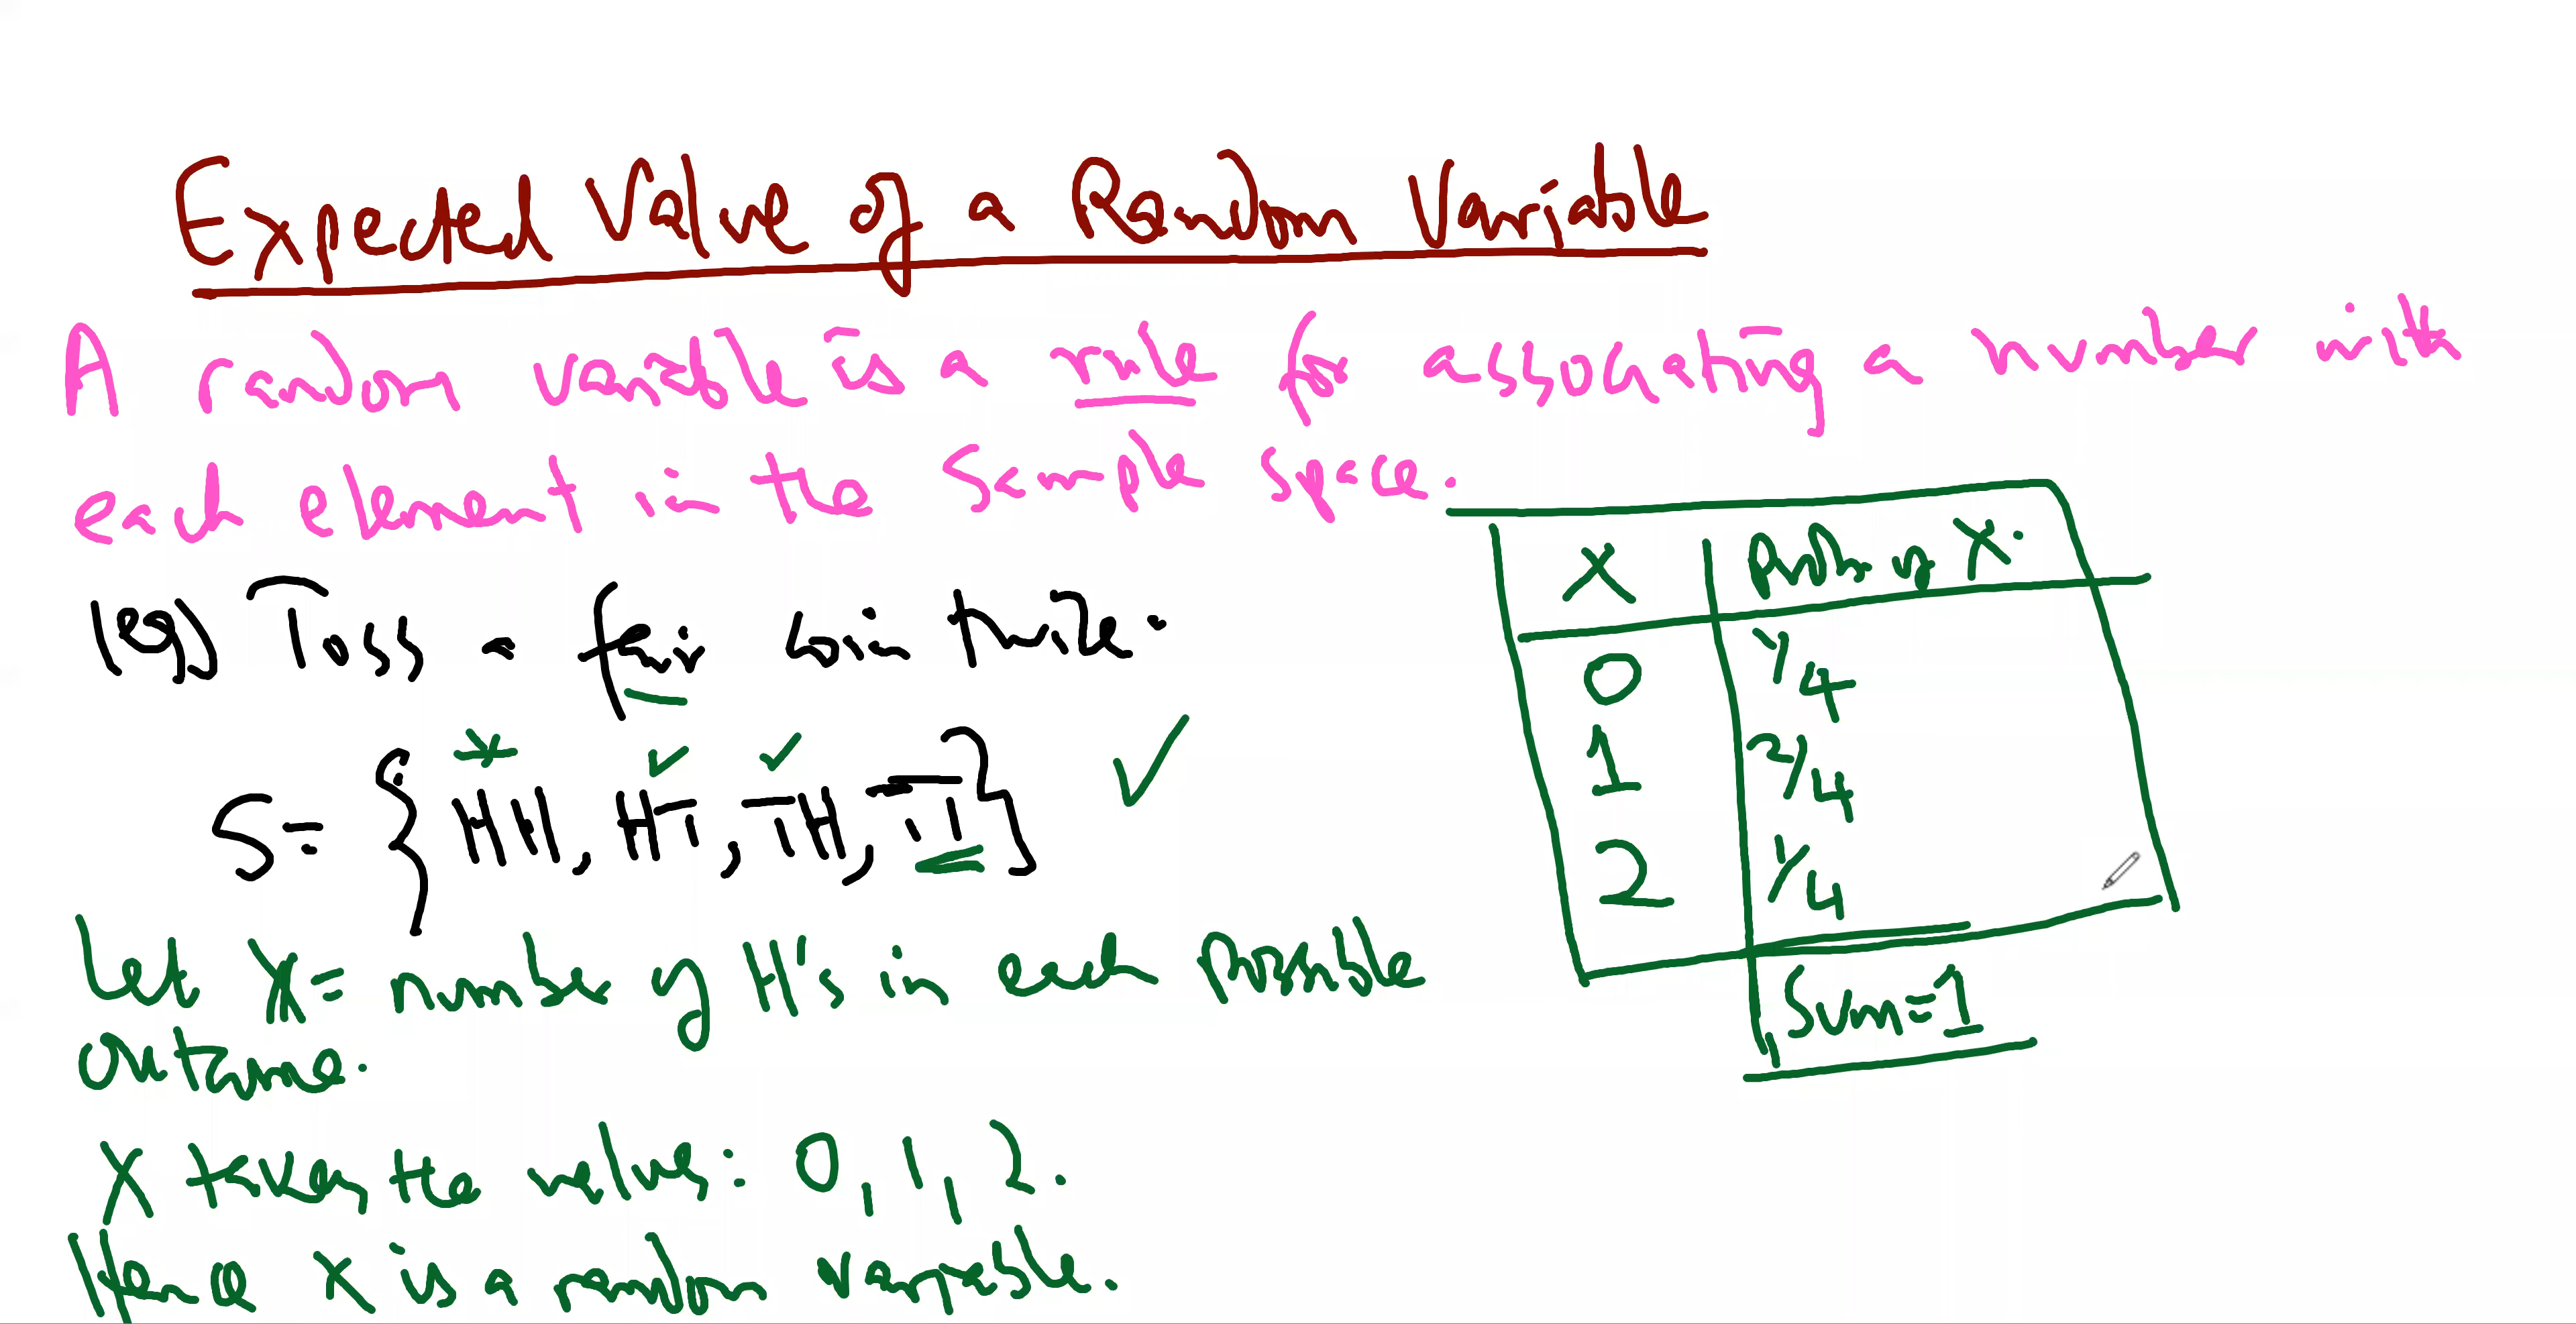 Expected Value of a Random Variable
A random variable is a rule for associating a number with
each element in the Sample space.
(eg) Toss a fair coin twice.
S= { HH, HT, TH, TT }
Let X= number of H's in each possible
outcome.
X takes the values: 0, 1, 2.
Hence X is a random variable.
X | Prob of X.
0 | 1/4
1 | 2/4
2 | 1/4
Sum=1